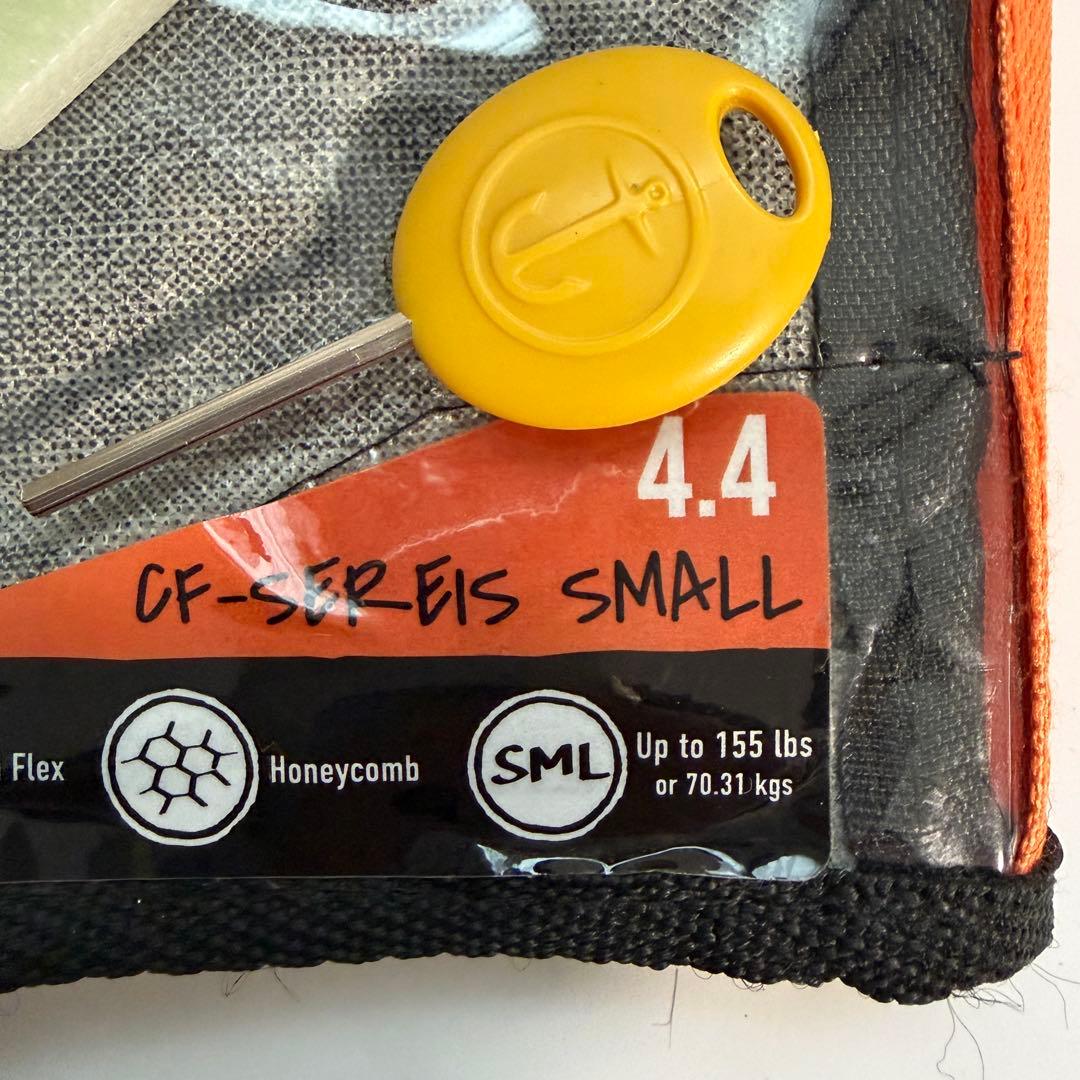 4.4
CF-SEREIS SMALL
Flex
Honeycomb
SML
Up to 155 lbs
or 70.31 kgs